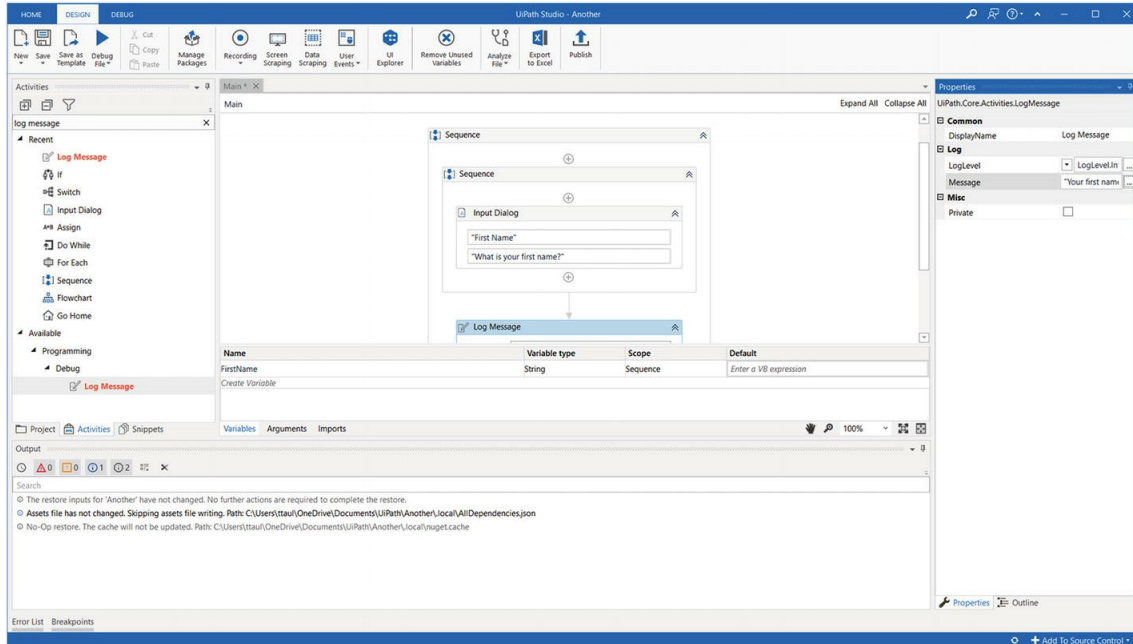 HOME DESIGN DEBUG UiPath Studio - Another
New Save Save as Template Debug File Cut Copy Paste Manage Packages Recording Screen Scraping Data Scraping User Events UI Explorer Remove Unused Variables Analyze File Export to Excel Publish
Activities
log message
Recent
Log Message
If
Switch
Input Dialog
A+B Assign
Do While
For Each
Sequence
Flowchart
Go Home
Available
Programming
Debug
Log Message
Project Activities Snippets
Main*
Main Expand All Collapse All
Sequence
Sequence
Input Dialog
"First Name"
"What is your first name?"
Log Message
Name Variable type Scope Default
FirstName String Sequence Enter a VB expression
Create Variable
Variables Arguments Imports 100%
Properties
UiPath.Core.Activities.LogMessage
Common
DisplayName Log Message
Log
LogLevel LogLevel.In ...
Message "Your first nam ...
Misc
Private
Properties Outline
Output
0 0 1 2
Search
The restore inputs for 'Another' have not changed. No further actions are required to complete the restore.
Assets file has not changed. Skipping assets file writing. Path: C:\Users\ttaul\OneDrive\Documents\UiPath\Another\.local\AllDependencies.json
No-Op restore. The cache will not be updated. Path: C:\Users\ttaul\OneDrive\Documents\UiPath\Another\.local\nuget.cache
Error List Breakpoints
Add To Source Control